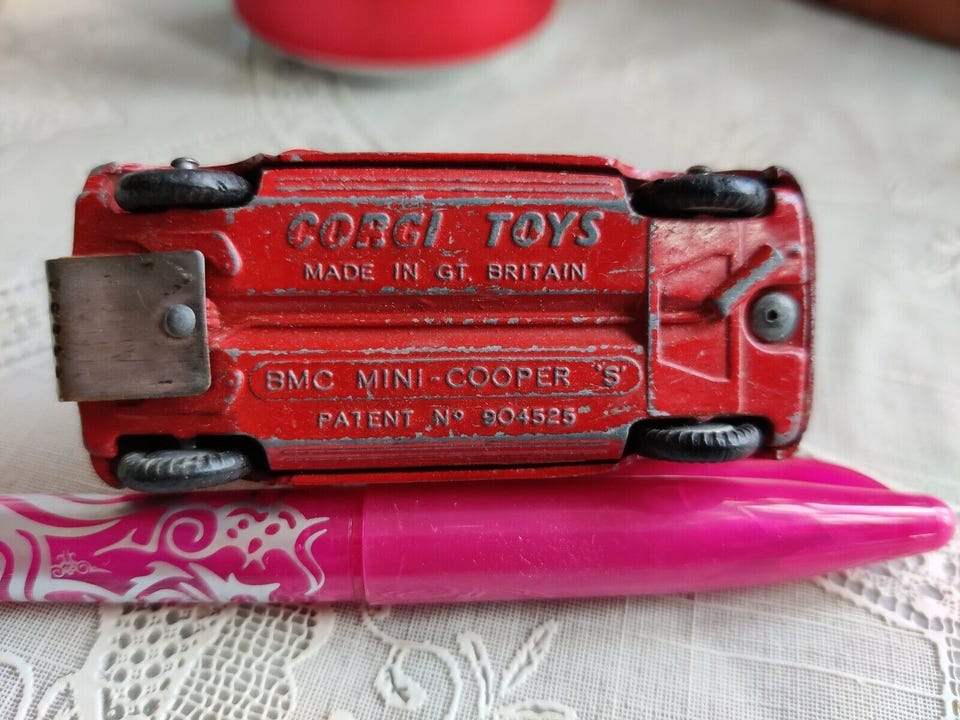 CORGI TOYS
MADE IN GT. BRITAIN
BMC MINI-COOPER 'S'
PATENT Nº 904525